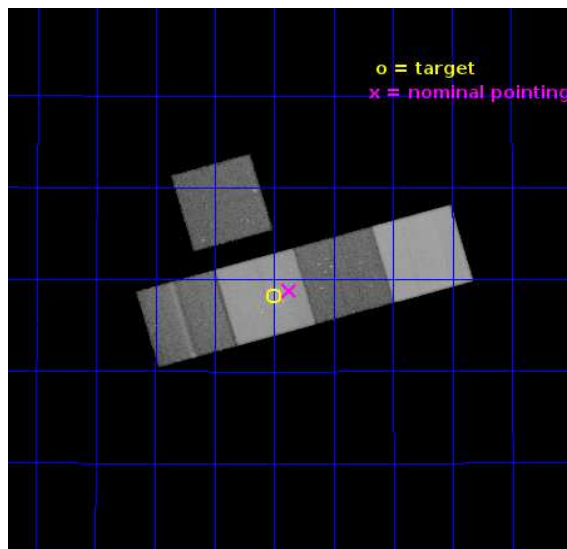 o = target
x = nominal pointing